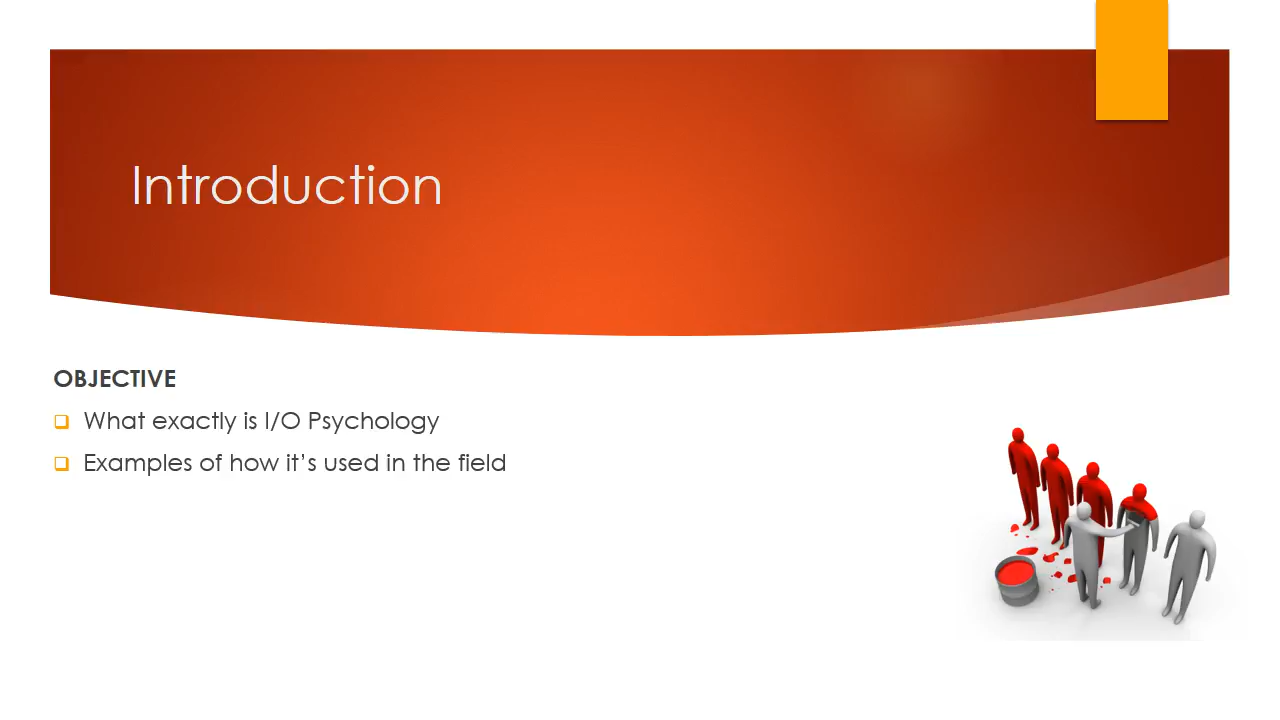 Introduction
OBJECTIVE
What exactly is I/O Psychology
Examples of how it’s used in the field